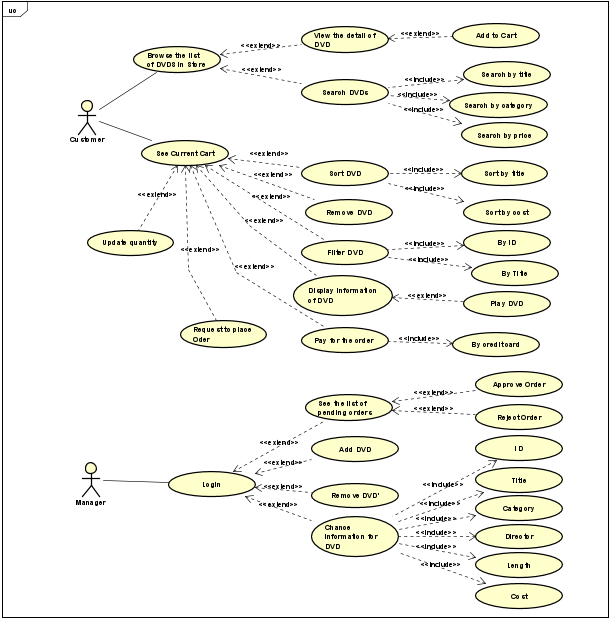 uc
View the detail of
DVD
<<extend>>
Add to Cart
<<extend>>
Browse the list
of DVDS in Store
<<extend>>
Search DVDs
<<include>>
Search by title
<<include>>
Search by category
<<include>>
Search by price
Customer
See Current Cart
<<extend>>
Sort DVD
<<include>>
Sort by title
<<include>>
Sort by cost
<<extend>>
Remove DVD
<<extend>>
Update quantity
<<extend>>
Filter DVD
<<include>>
By ID
<<include>>
By Title
<<extend>>
Display information
of DVD
<<extend>>
Play DVD
<<extend>>
Request to place
Oder
<<extend>>
Pay for the order
<<include>>
By credit card
See the list of
pending orders
<<extend>>
Approve Order
<<extend>>
Reject Order
<<extend>>
Add DVD
<<extend>>
Manager
Login
<<extend>>
Remove DVD'
<<extend>>
Change
information for
DVD
<<include>>
ID
<<include>>
Title
<<include>>
Category
<<include>>
Director
<<include>>
Length
<<include>>
Cost